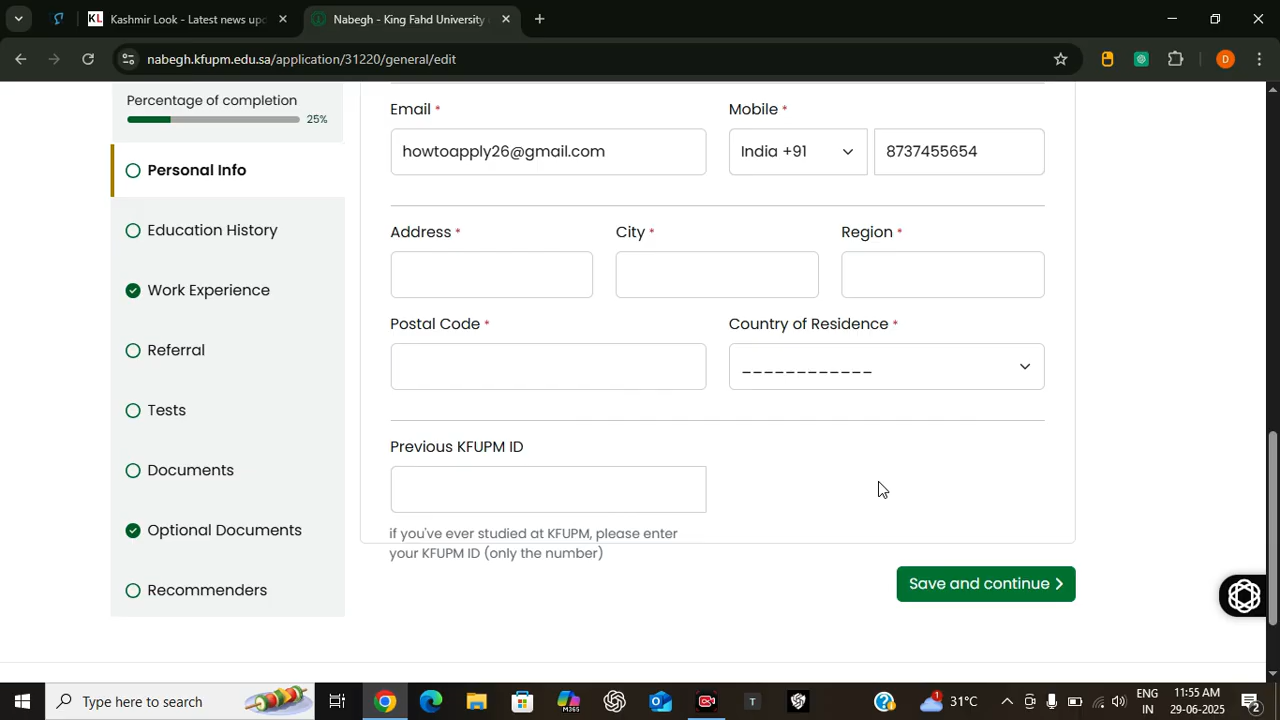 Kashmir Look - Latest news upd
Nabegh - King Fahd University
nabegh.kfupm.edu.sa/application/31220/general/edit
D
Percentage of completion
25%
Personal Info
Education History
Work Experience
Referral
Tests
Documents
Optional Documents
Recommenders
Email *
Mobile *
howtoapply26@gmail.com
India +91
8737455654
Address *
City *
Region *
Postal Code *
Country of Residence *
____________
Previous KFUPM ID
if you've ever studied at KFUPM, please enter
your KFUPM ID (only the number)
Save and continue
Type here to search
31°C
ENG
IN
11:55 AM
29-06-2025